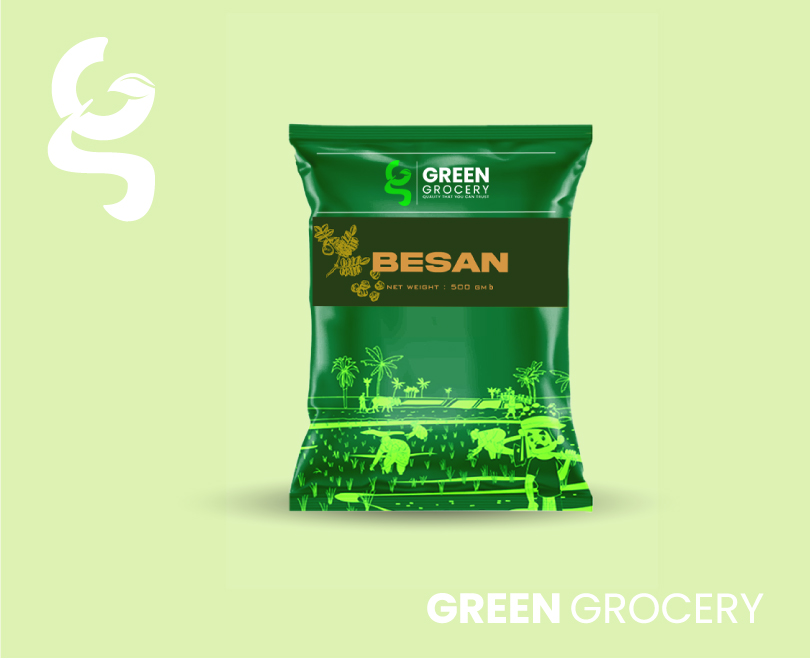 GREEN
GROCERY
QUALITY THAT YOU CAN TRUST
BESAN
NET WEIGHT : 500 GM
GREEN GROCERY